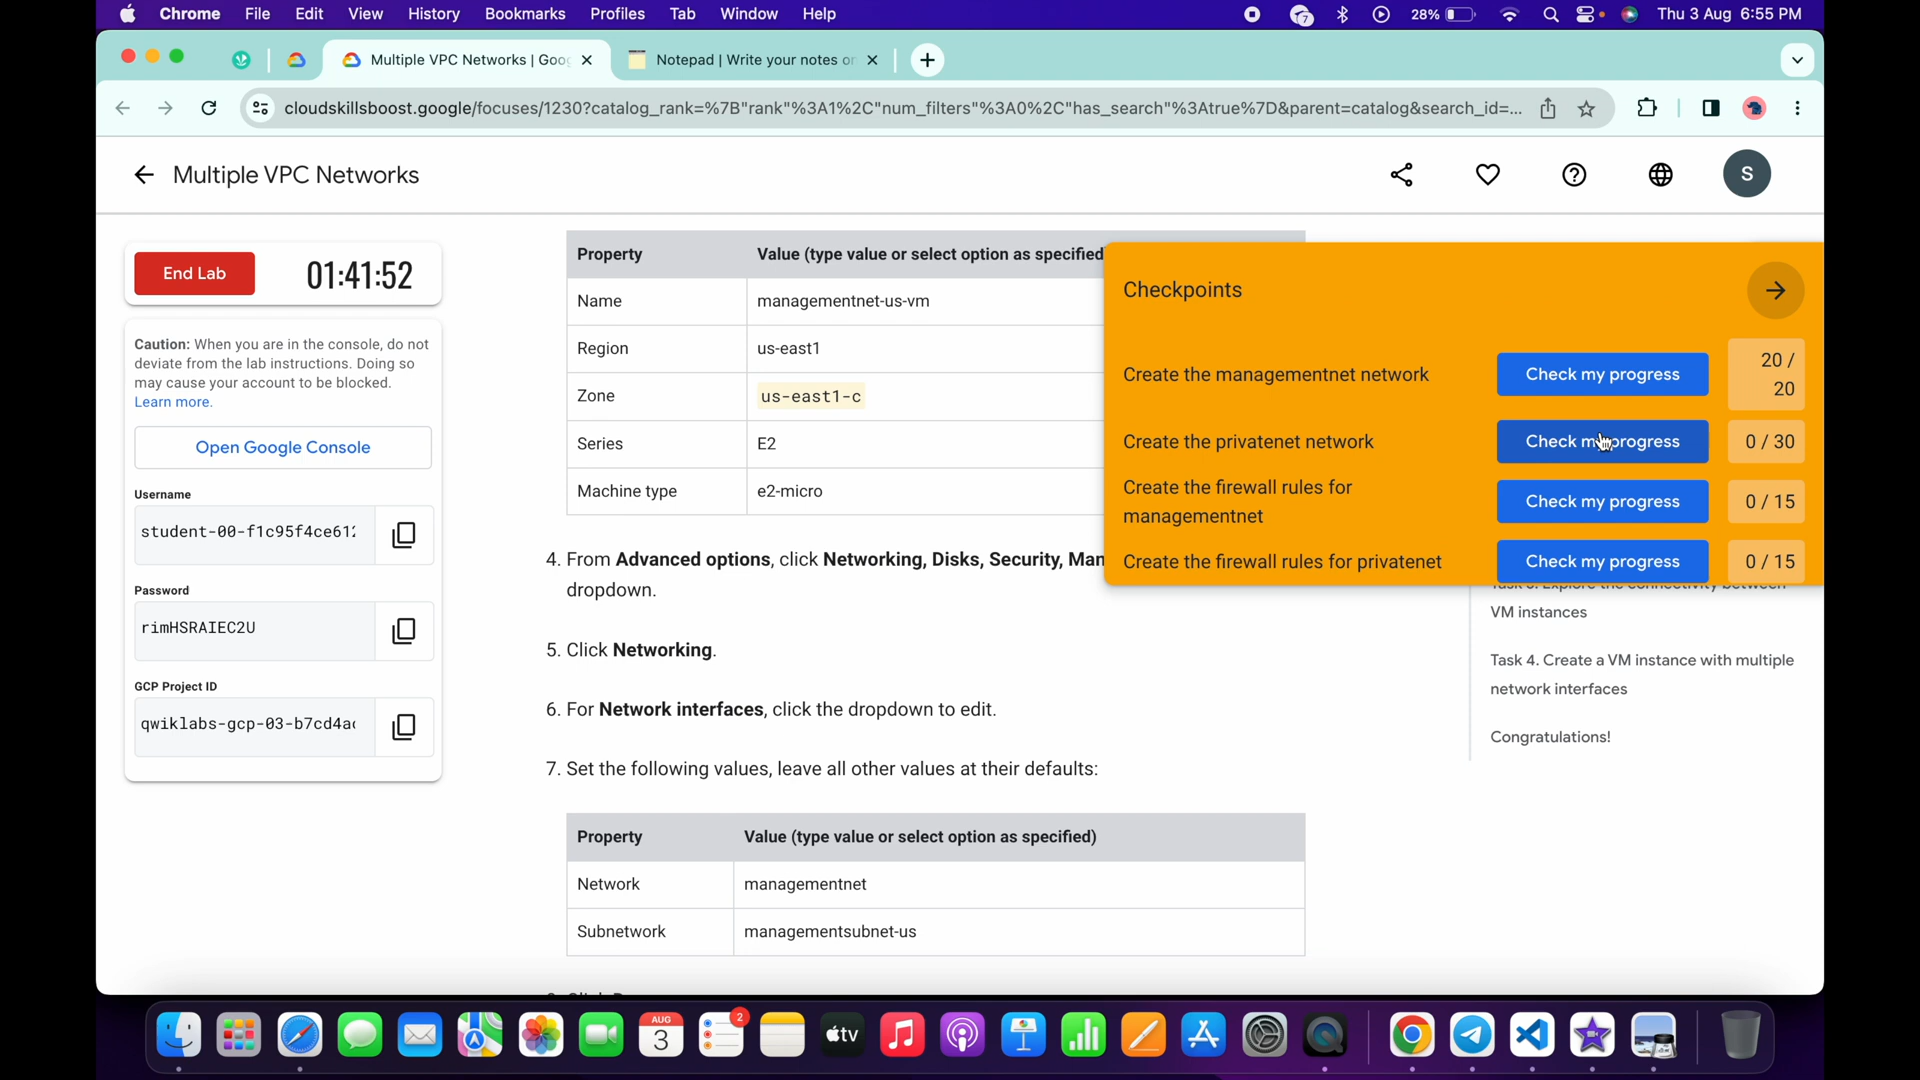 Chrome File Edit View History Bookmarks Profiles Tab Window Help
7 28% Thu 3 Aug 6:55 PM
Multiple VPC Networks | Goo
Notepad | Write your notes o
cloudskillsboost.google/focuses/1230?catalog_rank=%7B"rank"%3A1%2C"num_filters"%3A0%2C"has_search"%3Atrue%7D&parent=catalog&search_id=...
Multiple VPC Networks
S
End Lab 01:41:52
Caution: When you are in the console, do not
deviate from the lab instructions. Doing so
may cause your account to be blocked.
Learn more.
Open Google Console
Username
student-00-f1c95f4ce61
Password
rimHSRAIEC2U
GCP Project ID
qwiklabs-gcp-03-b7cd4a
Property Value (type value or select option as specified
Name managementnet-us-vm
Region us-east1
Zone us-east1-c
Series E2
Machine type e2-micro
4. From Advanced options, click Networking, Disks, Security, Man
dropdown.
5. Click Networking.
6. For Network interfaces, click the dropdown to edit.
7. Set the following values, leave all other values at their defaults:
Property Value (type value or select option as specified)
Network managementnet
Subnetwork managementsubnet-us
Checkpoints
Create the managementnet network Check my progress 20 /
20
Create the privatenet network Check my progress 0 / 30
Create the firewall rules for
managementnet Check my progress 0 / 15
Create the firewall rules for privatenet Check my progress 0 / 15
Task 3. Explore the connectivity between
VM instances
Task 4. Create a VM instance with multiple
network interfaces
Congratulations!
AUG
3
2
tv